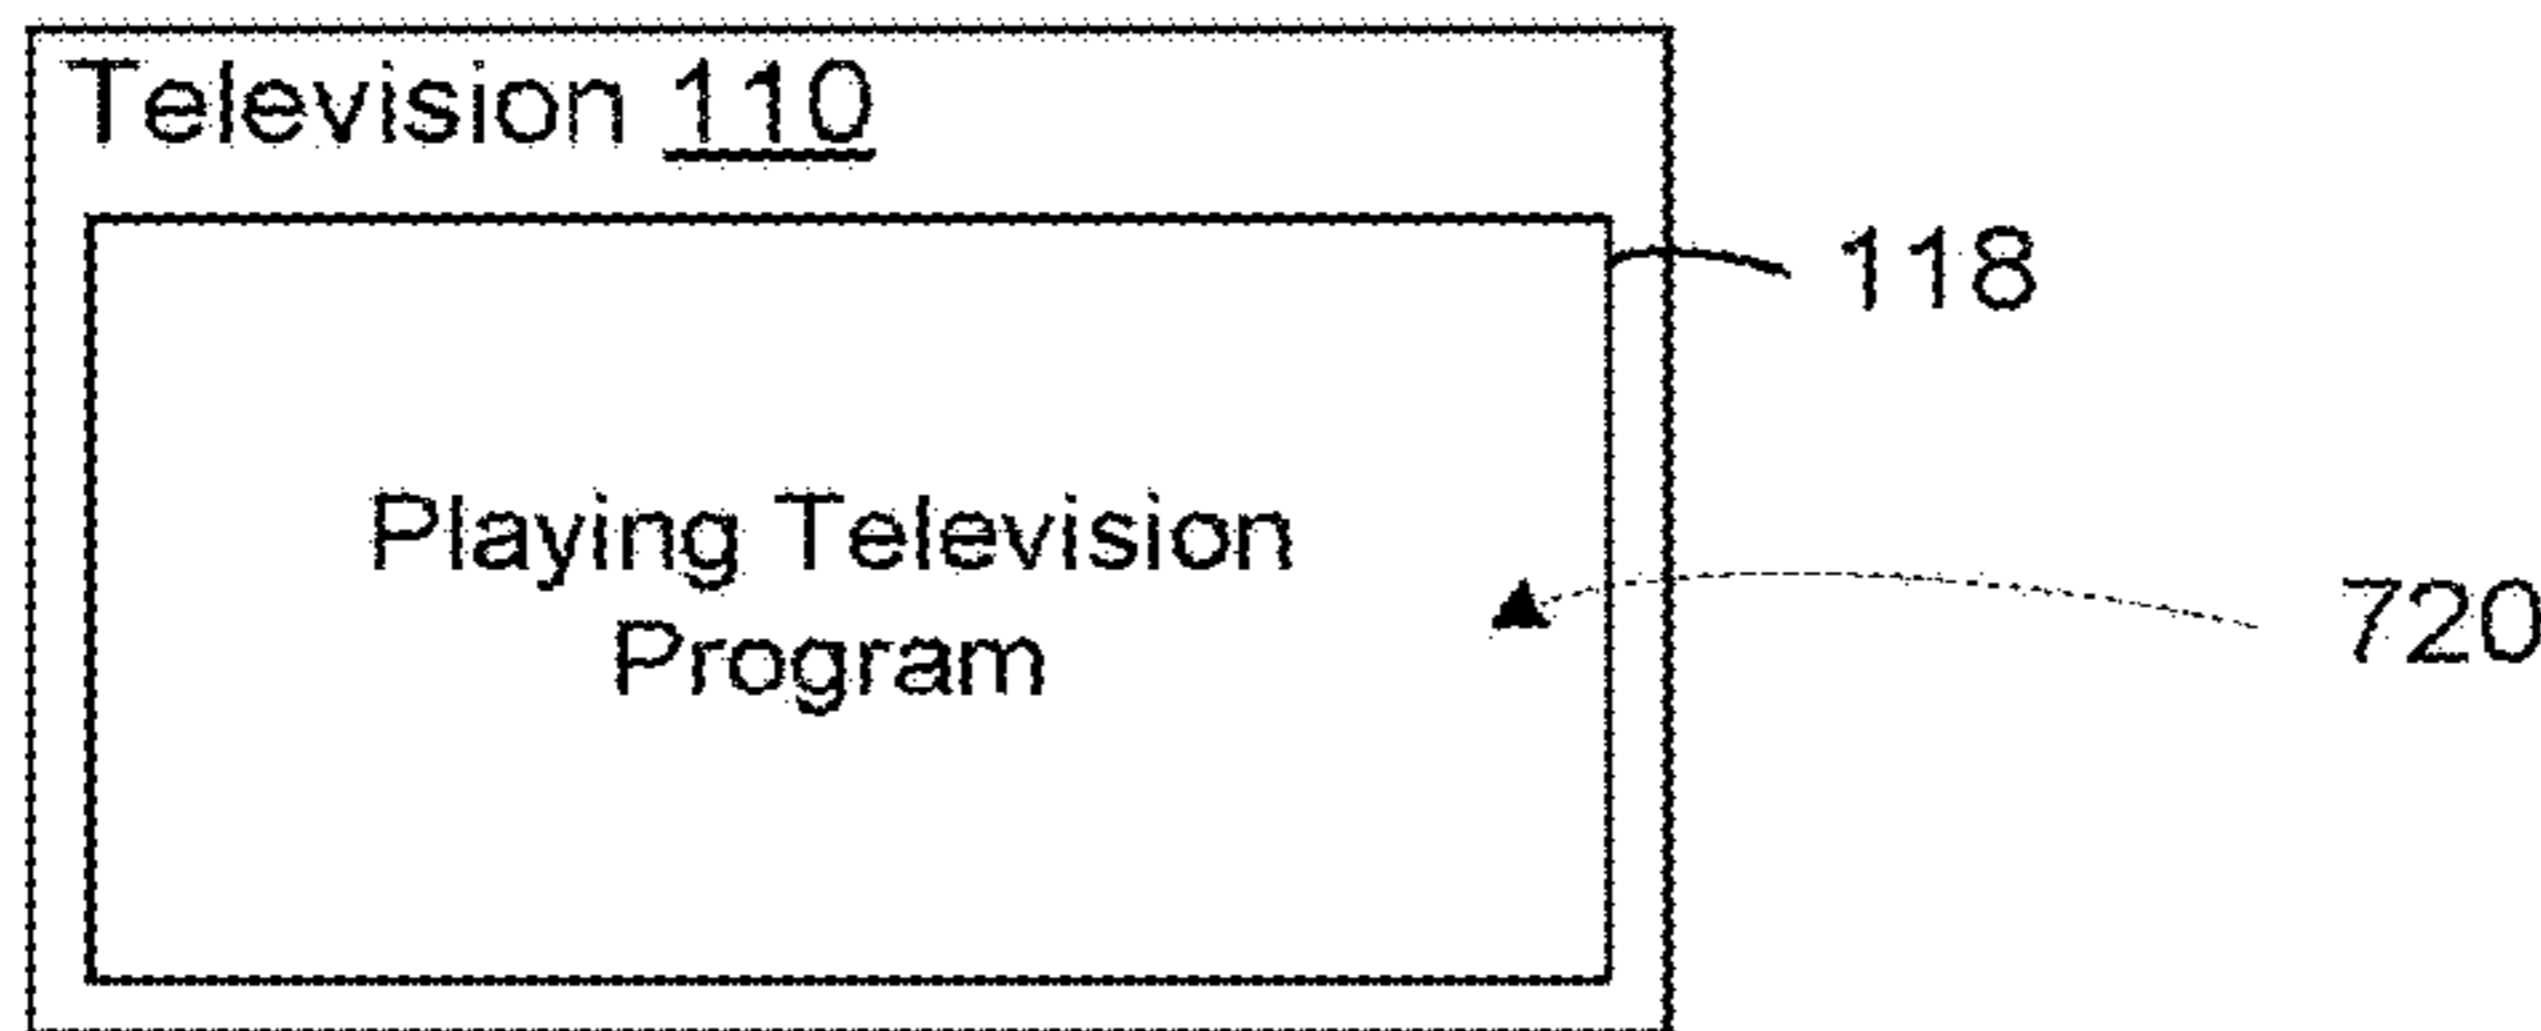 Television 110
118
Playing Television
Program
720